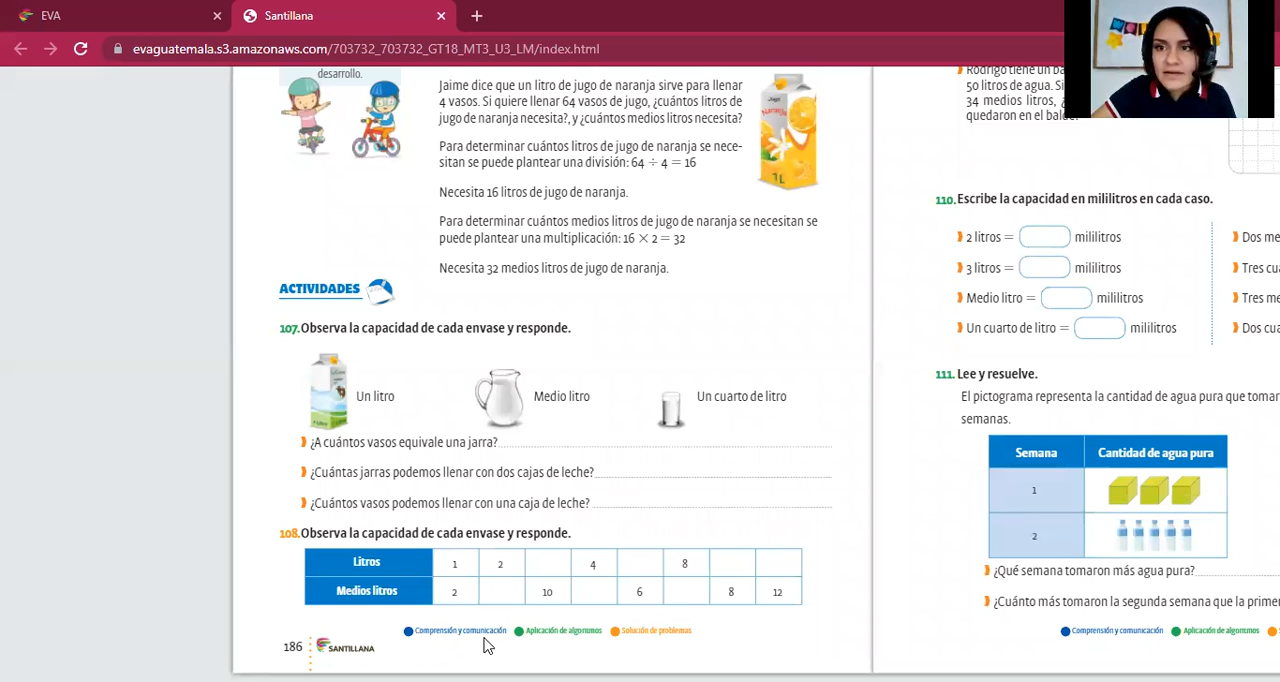 EVA
Santillana
evaguatemala.s3.amazonaws.com/703732_703732_GT18_MT3_U3_LM/index.html
desarrollo.
Jaime dice que un litro de jugo de naranja sirve para llenar
4 vasos. Si quiere llenar 64 vasos de jugo, ¿cuántos litros de
jugo de naranja necesita?, y ¿cuántos medios litros necesita?
Para determinar cuántos litros de jugo de naranja se nece-
sitan se puede plantear una división: 64 ÷ 4 = 16
Necesita 16 litros de jugo de naranja.
Para determinar cuántos medios litros de jugo de naranja se necesitan se
puede plantear una multiplicación: 16 × 2 = 32
Necesita 32 medios litros de jugo de naranja.
Jugo
Naranja
1 L
ACTIVIDADES
107. Observa la capacidad de cada envase y responde.
Un litro
Medio litro
Un cuarto de litro
¿A cuántos vasos equivale una jarra?
¿Cuántas jarras podemos llenar con dos cajas de leche?
¿Cuántos vasos podemos llenar con una caja de leche?
108. Observa la capacidad de cada envase y responde.
Litros 1 2 4 8
Medios litros 2 10 6 8 12
Comprensión y comunicación Aplicación de algoritmos Solución de problemas
186 SANTILLANA
Rodrigo tiene un ba
50 litros de agua. Si
34 medios litros, ¿
quedaron en el balde
110. Escribe la capacidad en mililitros en cada caso.
2 litros = mililitros
3 litros = mililitros
Medio litro = mililitros
Un cuarto de litro = mililitros
Dos me
Tres cu
Tres me
Dos cua
111. Lee y resuelve.
El pictograma representa la cantidad de agua pura que tomar
semanas.
Semana Cantidad de agua pura
1
2
¿Qué semana tomaron más agua pura?
¿Cuánto más tomaron la segunda semana que la primer
Comprensión y comunicación Aplicación de algoritmos